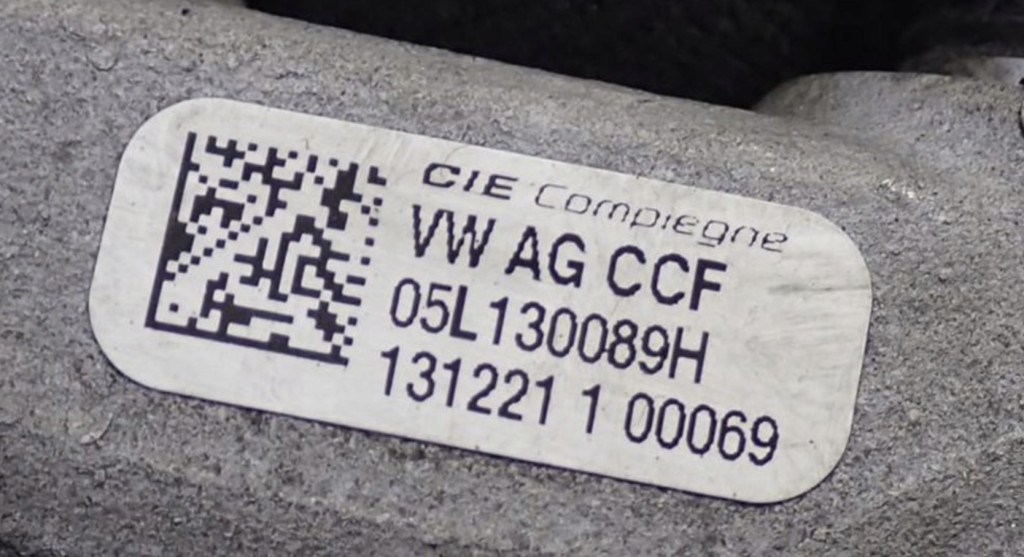 CIE Compiegne
VW AG CCF
05L130089H
131221 1 00069